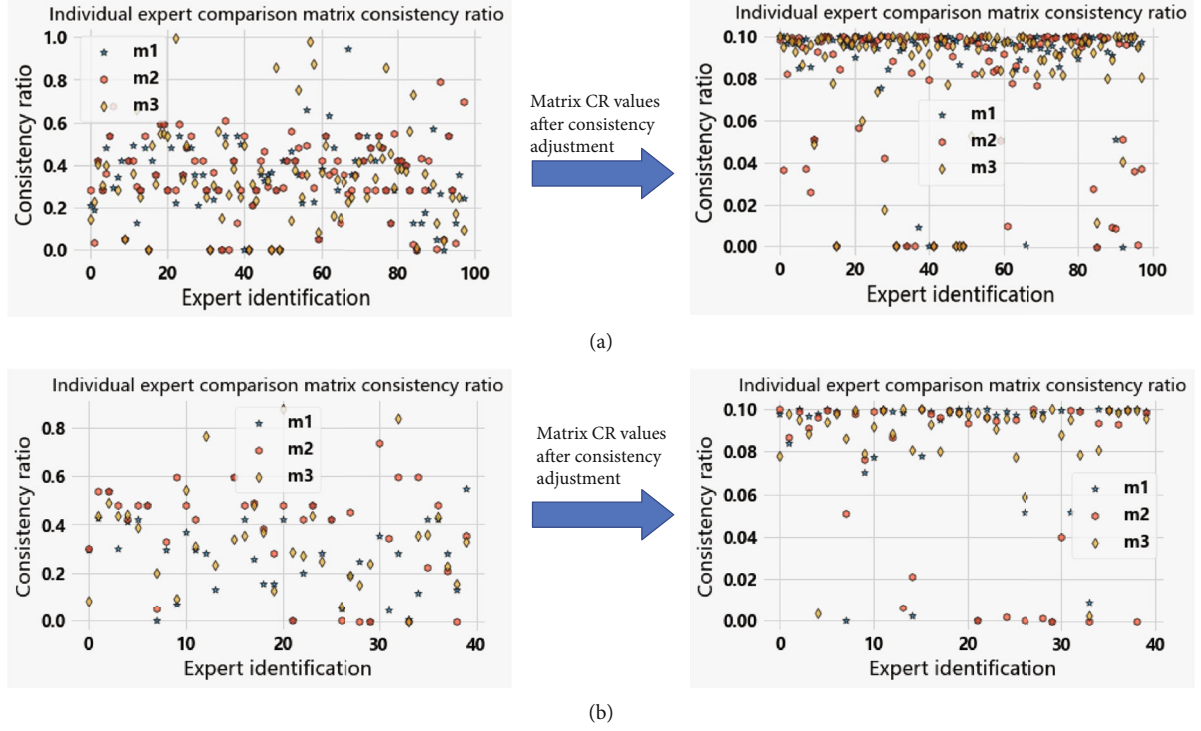 Individual expert comparison matrix consistency ratio
Consistency ratio
1.0
0.8
0.6
0.4
0.2
0.0
m1
m2
m3
0 20 40 60 80 100
Expert identification
Matrix CR values
after consistency
adjustment
Individual expert comparison matrix consistency ratio
Consistency ratio
0.10
0.08
0.06
0.04
0.02
0.00
m1
m2
m3
0 20 40 60 80 100
Expert identification
(a)
Individual expert comparison matrix consistency ratio
Consistency ratio
0.8
0.6
0.4
0.2
0.0
m1
m2
m3
0 10 20 30 40
Expert identification
Matrix CR values
after consistency
adjustment
Individual expert comparison matrix consistency ratio
Consistency ratio
0.10
0.08
0.06
0.04
0.02
0.00
m1
m2
m3
0 10 20 30 40
Expert identification
(b)